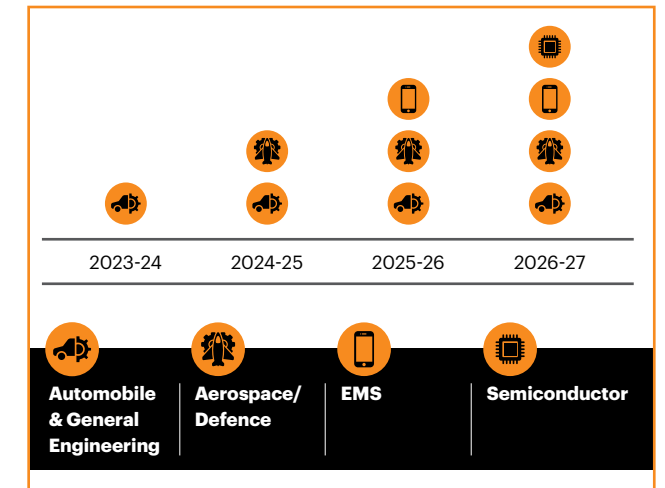 2023-24 2024-25 2025-26 2026-27
Automobile
& General
Engineering
Aerospace/
Defence
EMS
Semiconductor